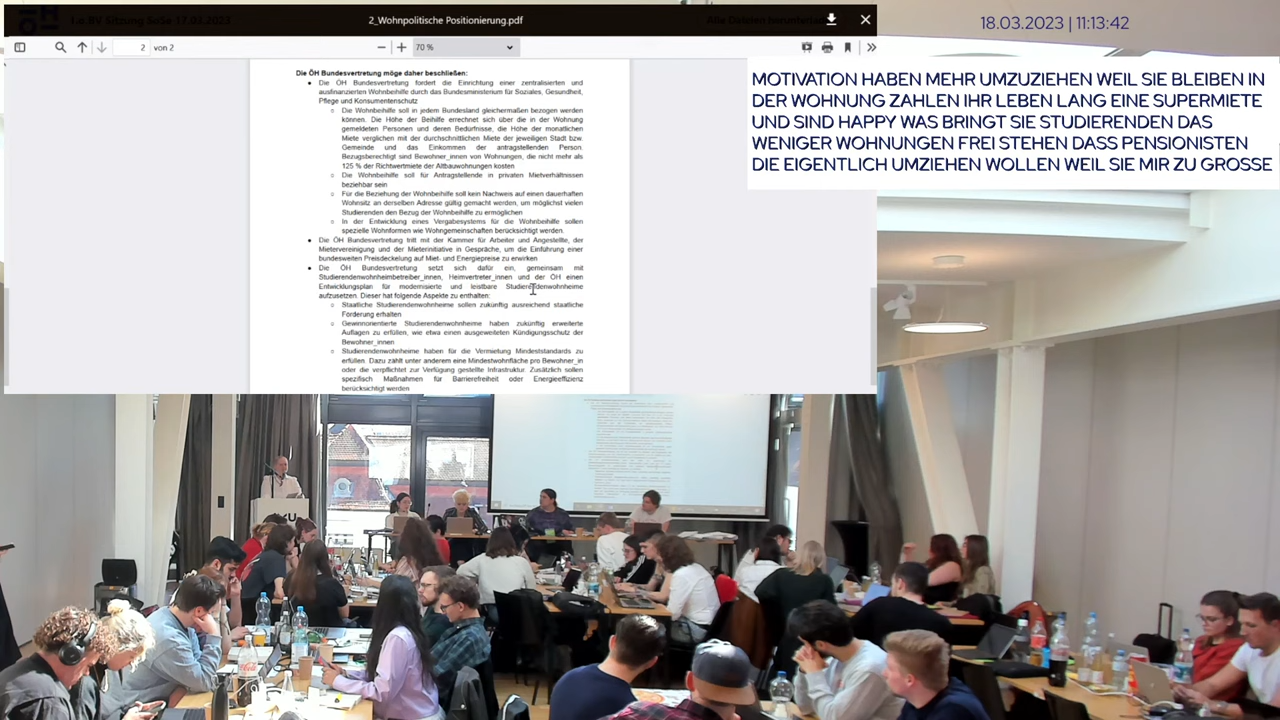 1.o BV Sitzung SoSe 17.03.2023
2_Wohnpolitische Positionierung.pdf
18.03.2023 | 11:13:42
2 von 2
70 %
MOTIVATION HABEN MEHR UMZUZIEHEN WEIL SIE BLEIBEN IN
DER WOHNUNG ZAHLEN IHR LEBEN LANG EINE SUPERMIETE
UND SIND HAPPY WAS BRINGT SIE STUDIERENDEN DAS
WENIGER WOHNUNGEN FREI STEHEN DASS PENSIONISTEN
DIE EIGENTLICH UMZIEHEN WOLLEN WEIL SIE MIR ZU GROSSE
Die ÖH Bundesvertretung möge daher beschließen:
● Die ÖH Bundesvertretung fordert die Einrichtung einer zentralisierten und
ausfinanzierten Wohnbeihilfe durch das Bundesministerium für Soziales, Gesundheit,
Pflege und Konsumentenschutz
○ Die Wohnbeihilfe soll in jedem Bundesland gleichermaßen bezogen werden
können. Die Höhe der Beihilfe errechnet sich über die in der Wohnung
gemeldeten Personen und deren Bedürfnisse, die Höhe der monatlichen
Miete verglichen mit der durchschnittlichen Miete der jeweiligen Stadt bzw.
Gemeinde und das Einkommen der antragstellenden Person.
Bezugsberechtigt sind Bewohner_innen von Wohnungen, die nicht mehr als
125 % der Richtwertmiete der Altbauwohnungen kosten
○ Die Wohnbeihilfe soll für Antragstellende in privaten Mietverhältnissen
beziehbar sein
○ Für die Beziehung der Wohnbeihilfe soll kein Nachweis auf einen dauerhaften
Wohnsitz an derselben Adresse gültig gemacht werden, um möglichst vielen
Studierenden den Bezug der Wohnbeihilfe zu ermöglichen
○ In der Entwicklung eines Vergabesystems für die Wohnbeihilfe sollen
spezielle Wohnformen wie Wohngemeinschaften berücksichtigt werden.
● Die ÖH Bundesvertretung tritt mit der Kammer für Arbeiter und Angestellte, der
Mietervereinigung und der Mieterinitiative in Gespräche, um die Einführung einer
bundesweiten Preisdeckelung auf Miet- und Energiepreise zu erwirken
● Die ÖH Bundesvertretung setzt sich dafür ein, gemeinsam mit
Studierendenwohnheimbetreiber_innen, Heimvertreter_innen und der ÖH einen
Entwicklungsplan für modernisierte und leistbare Studierendenwohnheime
aufzusetzen. Dieser hat folgende Aspekte zu enthalten:
○ Staatliche Studierendenwohnheime sollen zukünftig ausreichend staatliche
Förderung erhalten
○ Gewinnorientierte Studierendenwohnheime haben zukünftig erweiterte
Auflagen zu erfüllen, wie etwa einen ausgeweiteten Kündigungsschutz der
Bewohner_innen
○ Studierendenwohnheime haben für die Vermietung Mindeststandards zu
erfüllen. Dazu zählt unter anderem eine Mindestwohnfläche pro Bewohner_in
oder die verpflichtet zur Verfügung gestellte Infrastruktur. Zusätzlich sollen
spezifisch Maßnahmen für Barrierefreiheit oder Energieeffizienz
berücksichtigt werden